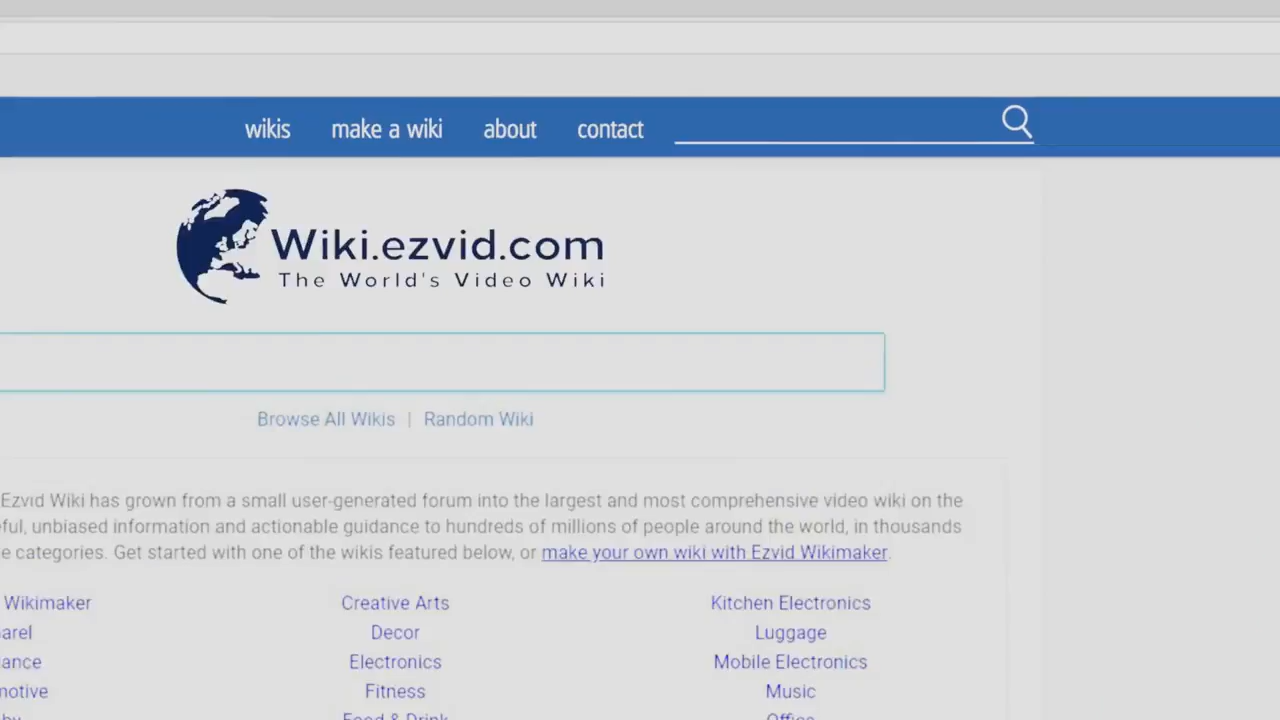 wikis make a wiki about contact
Wiki.ezvid.com
The World's Video Wiki
Browse All Wikis | Random Wiki
Ezvid Wiki has grown from a small user-generated forum into the largest and most comprehensive video wiki on the
unbiased information and actionable guidance to hundreds of millions of people around the world, in thousands
categories. Get started with one of the wikis featured below, or make your own wiki with Ezvid Wikimaker.
Wikimaker Creative Arts Kitchen Electronics
Decor Luggage
Electronics Mobile Electronics
Fitness Music
Food & Drink Office